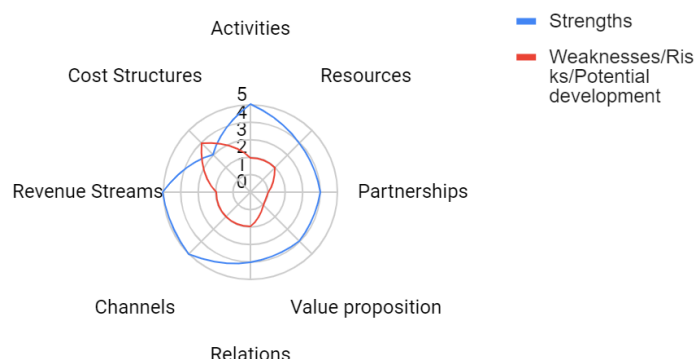 Activities
Cost Structures
Resources
5
4
3
2
1
0
Revenue Streams
Partnerships
Channels
Value proposition
Relations
Strengths
Weaknesses/Ris
ks/Potential
development